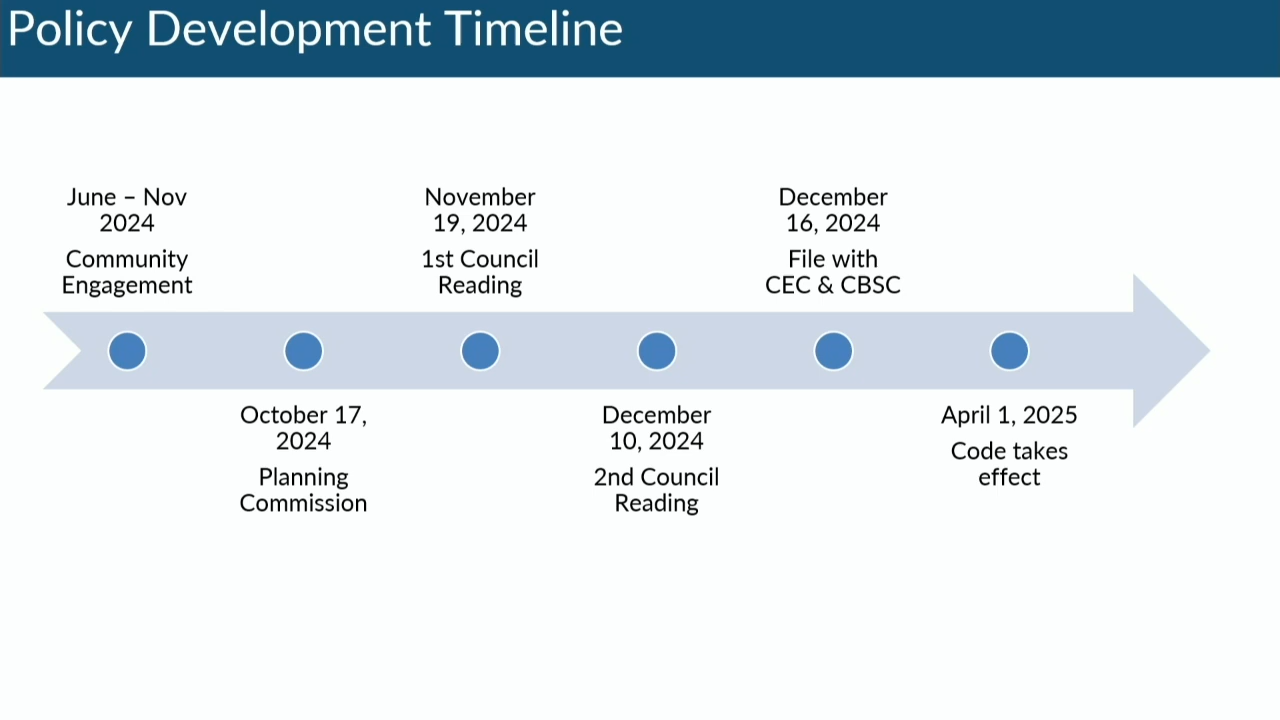 Policy Development Timeline
June – Nov
2024
Community
Engagement
October 17,
2024
Planning
Commission
November
19, 2024
1st Council
Reading
December
10, 2024
2nd Council
Reading
December
16, 2024
File with
CEC & CBSC
April 1, 2025
Code takes
effect